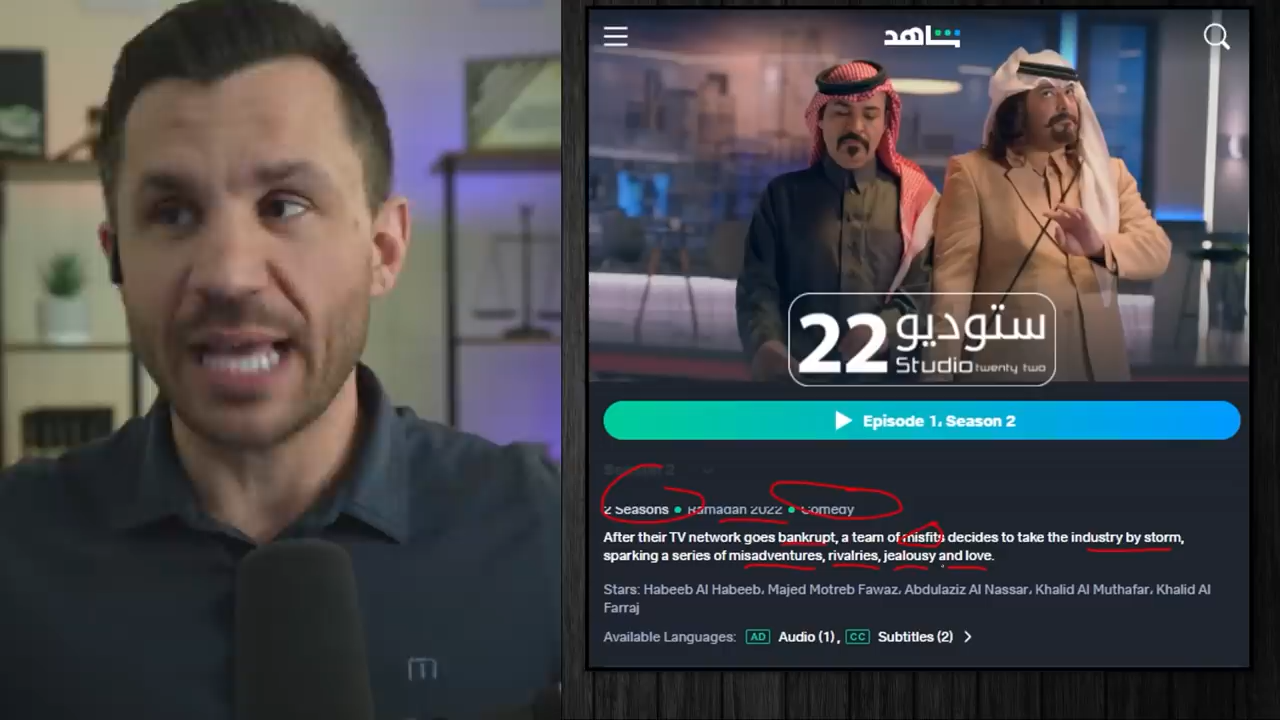 شاهد
ستوديو 22
Studio twenty two
Episode 1، Season 2
Season 2
2 Seasons • Ramadan 2022 • Comedy
After their TV network goes bankrupt, a team of misfits decides to take the industry by storm,
sparking a series of misadventures, rivalries, jealousy and love.
Stars: Habeeb Al Habeeb، Majed Motreb Fawaz، Abdulaziz Al Nassar، Khalid Al Muthafar، Khalid Al
Farraj
Available Languages: AD Audio (1) , CC Subtitles (2)